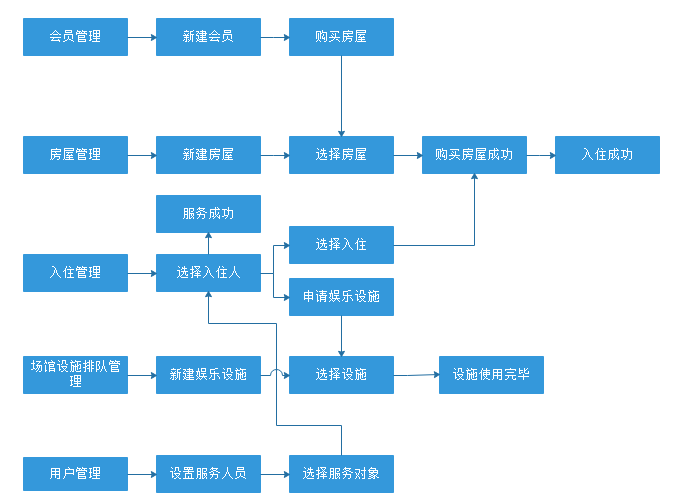 会员管理
新建会员
购买房屋
房屋管理
新建房屋
选择房屋
购买房屋成功
入住成功
服务成功
选择入住
入住管理
选择入住人
申请娱乐设施
场馆设施排队管
理
新建娱乐设施
选择设施
设施使用完毕
用户管理
设置服务人员
选择服务对象